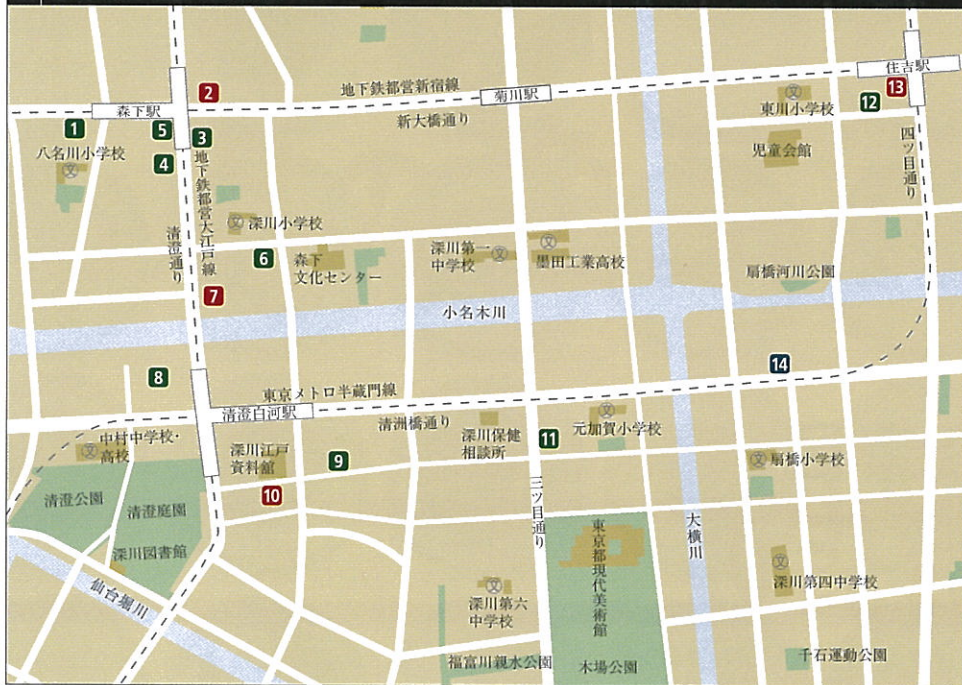 地下鉄都営新宿線
住吉駅
2
13
菊川駅
12
森下駅
東川小学校
新大橋通り
1
5
3
四ツ目通り
八名川小学校
文
4
地下鉄都営大江戸線
児童会館
文
文
深川小学校
清澄通り
6
森下
文化センター
深川第一
中学校
文
文
墨田工業高校
扇橋河川公園
7
小名木川
14
8
東京メトロ半蔵門線
清澄白河駅
清洲橋通り
文
中村中学校・
高校
深川江戸
資料館
9
深川保健
相談所
11
文
元加賀小学校
文
扇橋小学校
10
清澄公園
清澄庭園
三ツ目通り
東京都現代美術館
大横川
深川図書館
仙台堀川
文
深川第六
中学校
文
深川第四中学校
福富川親水公園
木場公園
千石運動公園